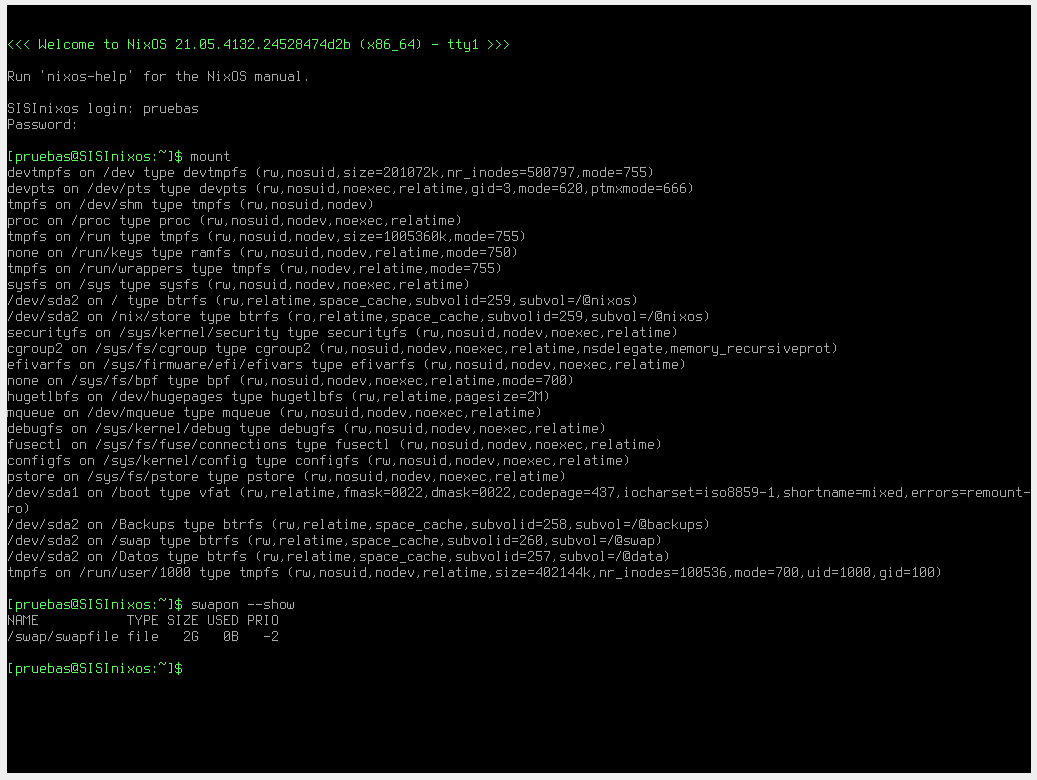 <<< Welcome to NixOS 21.05.4132.24528474d2b (x86_64) - tty1 >>>
Run 'nixos-help' for the NixOS manual.
SISInixos login: pruebas
Password:
[pruebas@SISInixos:~]$ mount
devtmpfs on /dev type devtmpfs (rw,nosuid,size=201072k,nr_inodes=500797,mode=755)
devpts on /dev/pts type devpts (rw,nosuid,noexec,relatime,gid=3,mode=620,ptmxmode=666)
tmpfs on /dev/shm type tmpfs (rw,nosuid,nodev)
proc on /proc type proc (rw,nosuid,nodev,noexec,relatime)
tmpfs on /run type tmpfs (rw,nosuid,nodev,size=1005360k,mode=755)
none on /run/keys type ramfs (rw,nosuid,nodev,relatime,mode=750)
tmpfs on /run/wrappers type tmpfs (rw,nodev,relatime,mode=755)
sysfs on /sys type sysfs (rw,nosuid,nodev,noexec,relatime)
/dev/sda2 on / type btrfs (rw,relatime,space_cache,subvolid=259,subvol=/@nixos)
/dev/sda2 on /nix/store type btrfs (ro,relatime,space_cache,subvolid=259,subvol=/@nixos)
securityfs on /sys/kernel/security type securityfs (rw,nosuid,nodev,noexec,relatime)
cgroup2 on /sys/fs/cgroup type cgroup2 (rw,nosuid,nodev,noexec,relatime,nsdelegate,memory_recursiveprot)
efivarfs on /sys/firmware/efi/efivars type efivarfs (rw,nosuid,nodev,noexec,relatime)
none on /sys/fs/bpf type bpf (rw,nosuid,nodev,noexec,relatime,mode=700)
hugetlbfs on /dev/hugepages type hugetlbfs (rw,relatime,pagesize=2M)
mqueue on /dev/mqueue type mqueue (rw,nosuid,nodev,noexec,relatime)
debugfs on /sys/kernel/debug type debugfs (rw,nosuid,nodev,noexec,relatime)
fusectl on /sys/fs/fuse/connections type fusectl (rw,nosuid,nodev,noexec,relatime)
configfs on /sys/kernel/config type configfs (rw,nosuid,nodev,noexec,relatime)
pstore on /sys/fs/pstore type pstore (rw,nosuid,nodev,noexec,relatime)
/dev/sda1 on /boot type vfat (rw,relatime,fmask=0022,dmask=0022,codepage=437,iocharset=iso8859-1,shortname=mixed,errors=remount-
ro)
/dev/sda2 on /Backups type btrfs (rw,relatime,space_cache,subvolid=258,subvol=/@backups)
/dev/sda2 on /swap type btrfs (rw,relatime,space_cache,subvolid=260,subvol=/@swap)
/dev/sda2 on /Datos type btrfs (rw,relatime,space_cache,subvolid=257,subvol=/@data)
tmpfs on /run/user/1000 type tmpfs (rw,nosuid,nodev,relatime,size=402144k,nr_inodes=100536,mode=700,uid=1000,gid=100)
[pruebas@SISInixos:~]$ swapon --show
NAME           TYPE SIZE USED PRIO
/swap/swapfile file   2G   0B   -2
[pruebas@SISInixos:~]$